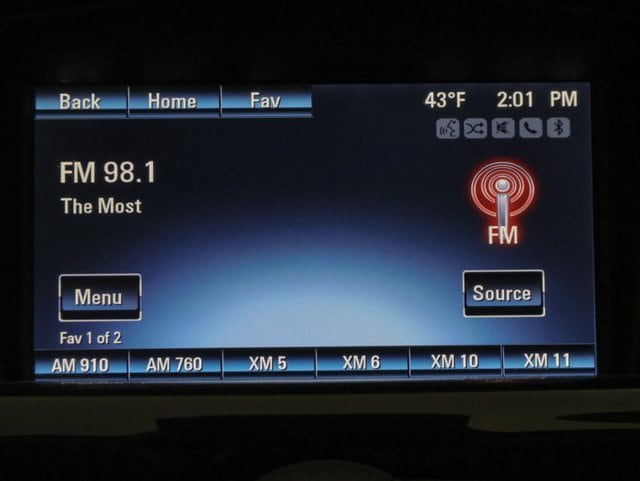 Back Home Fav 43°F 2:01 PM
FM 98.1
The Most
FM
Menu Source
Fav 1 of 2
AM 910 AM 760 XM 5 XM 6 XM 10 XM 11